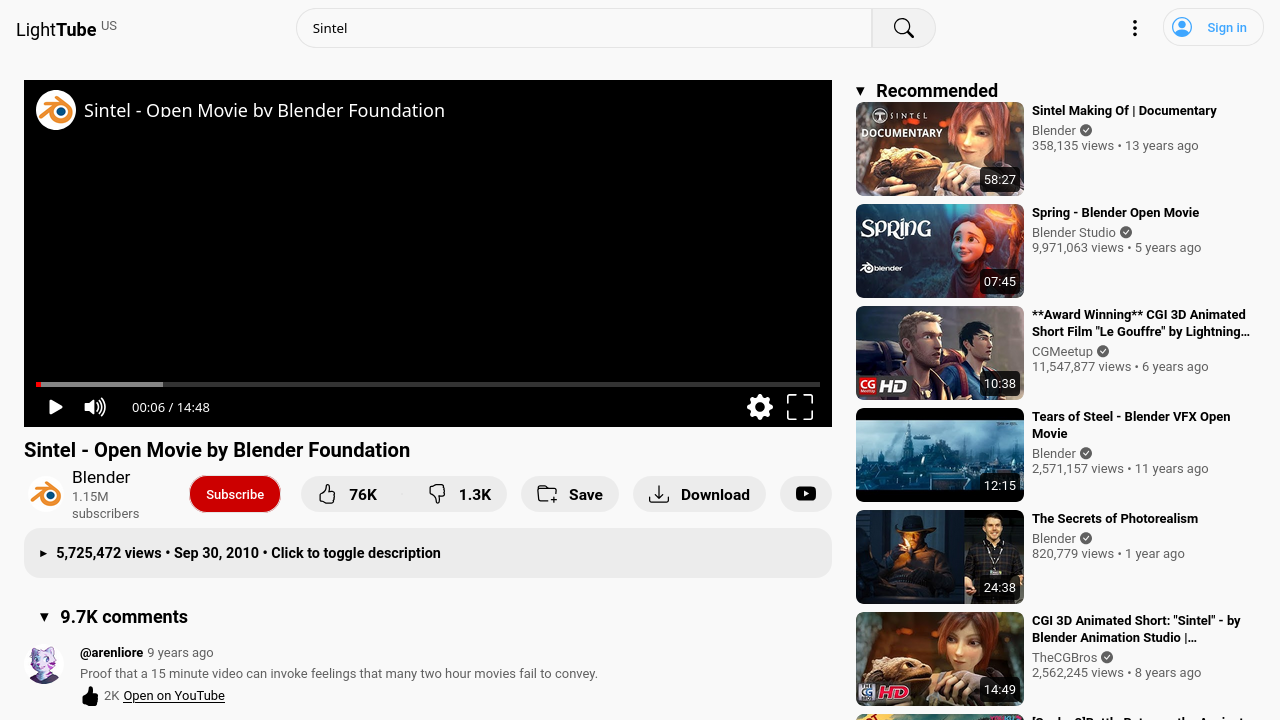 LightTube US
Sintel
Sign in
Sintel - Open Movie by Blender Foundation
00:06 / 14:48
Sintel - Open Movie by Blender Foundation
Blender
1.15M
subscribers
Subscribe
76K
1.3K
Save
Download
5,725,472 views • Sep 30, 2010 • Click to toggle description
9.7K comments
@arenliore 9 years ago
Proof that a 15 minute video can invoke feelings that many two hour movies fail to convey.
2K Open on YouTube
Recommended
SINTEL
DOCUMENTARY
58:27
Sintel Making Of | Documentary
Blender
358,135 views • 13 years ago
SPRING
blender
07:45
Spring - Blender Open Movie
Blender Studio
9,971,063 views • 5 years ago
CG
HD
10:38
**Award Winning** CGI 3D Animated
Short Film "Le Gouffre" by Lightning...
CGMeetup
11,547,877 views • 6 years ago
12:15
Tears of Steel - Blender VFX Open
Movie
Blender
2,571,157 views • 11 years ago
24:38
The Secrets of Photorealism
Blender
820,779 views • 1 year ago
HD
14:49
CGI 3D Animated Short: "Sintel" - by
Blender Animation Studio |...
TheCGBros
2,562,245 views • 8 years ago